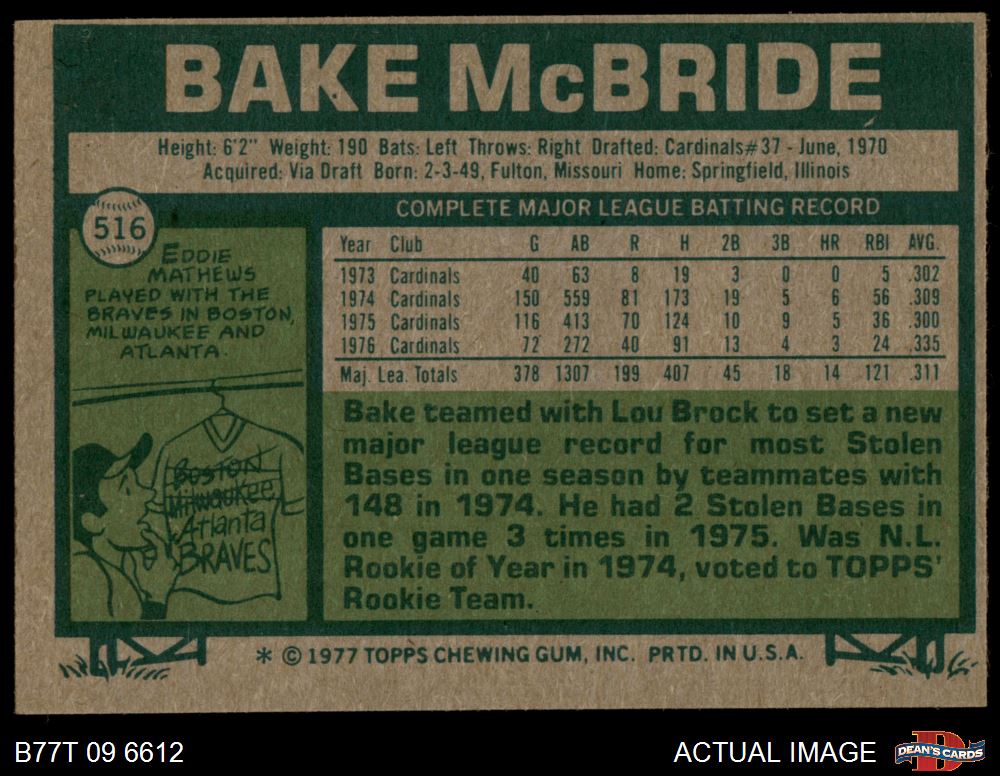 BAKE McBRIDE
Height: 6'2" Weight: 190 Bats: Left Throws: Right Drafted: Cardinals#37 - June, 1970
Acquired: Via Draft Born: 2-3-49, Fulton, Missouri Home: Springfield, Illinois
516
EDDIE
MATHEWS
PLAYED WITH THE
BRAVES IN BOSTON,
MILWAUKEE AND
ATLANTA.
BOSTON
Milwaukee
Atlanta
BRAVES
COMPLETE MAJOR LEAGUE BATTING RECORD
Year Club G AB R H 2B 3B HR RBI AVG.
1973 Cardinals 40 63 8 19 3 0 0 5 .302
1974 Cardinals 150 559 81 173 19 5 6 56 .309
1975 Cardinals 116 413 70 124 10 9 5 36 .300
1976 Cardinals 72 272 40 91 13 4 3 24 .335
Maj. Lea. Totals 378 1307 199 407 45 18 14 121 .311
Bake teamed with Lou Brock to set a new
major league record for most Stolen
Bases in one season by teammates with
148 in 1974. He had 2 Stolen Bases in
one game 3 times in 1975. Was N.L.
Rookie of Year in 1974, voted to TOPPS'
Rookie Team.
* © 1977 TOPPS CHEWING GUM, INC. PRTD. IN U.S.A.
B77T 09 6612
ACTUAL IMAGE
DEAN'S CARDS